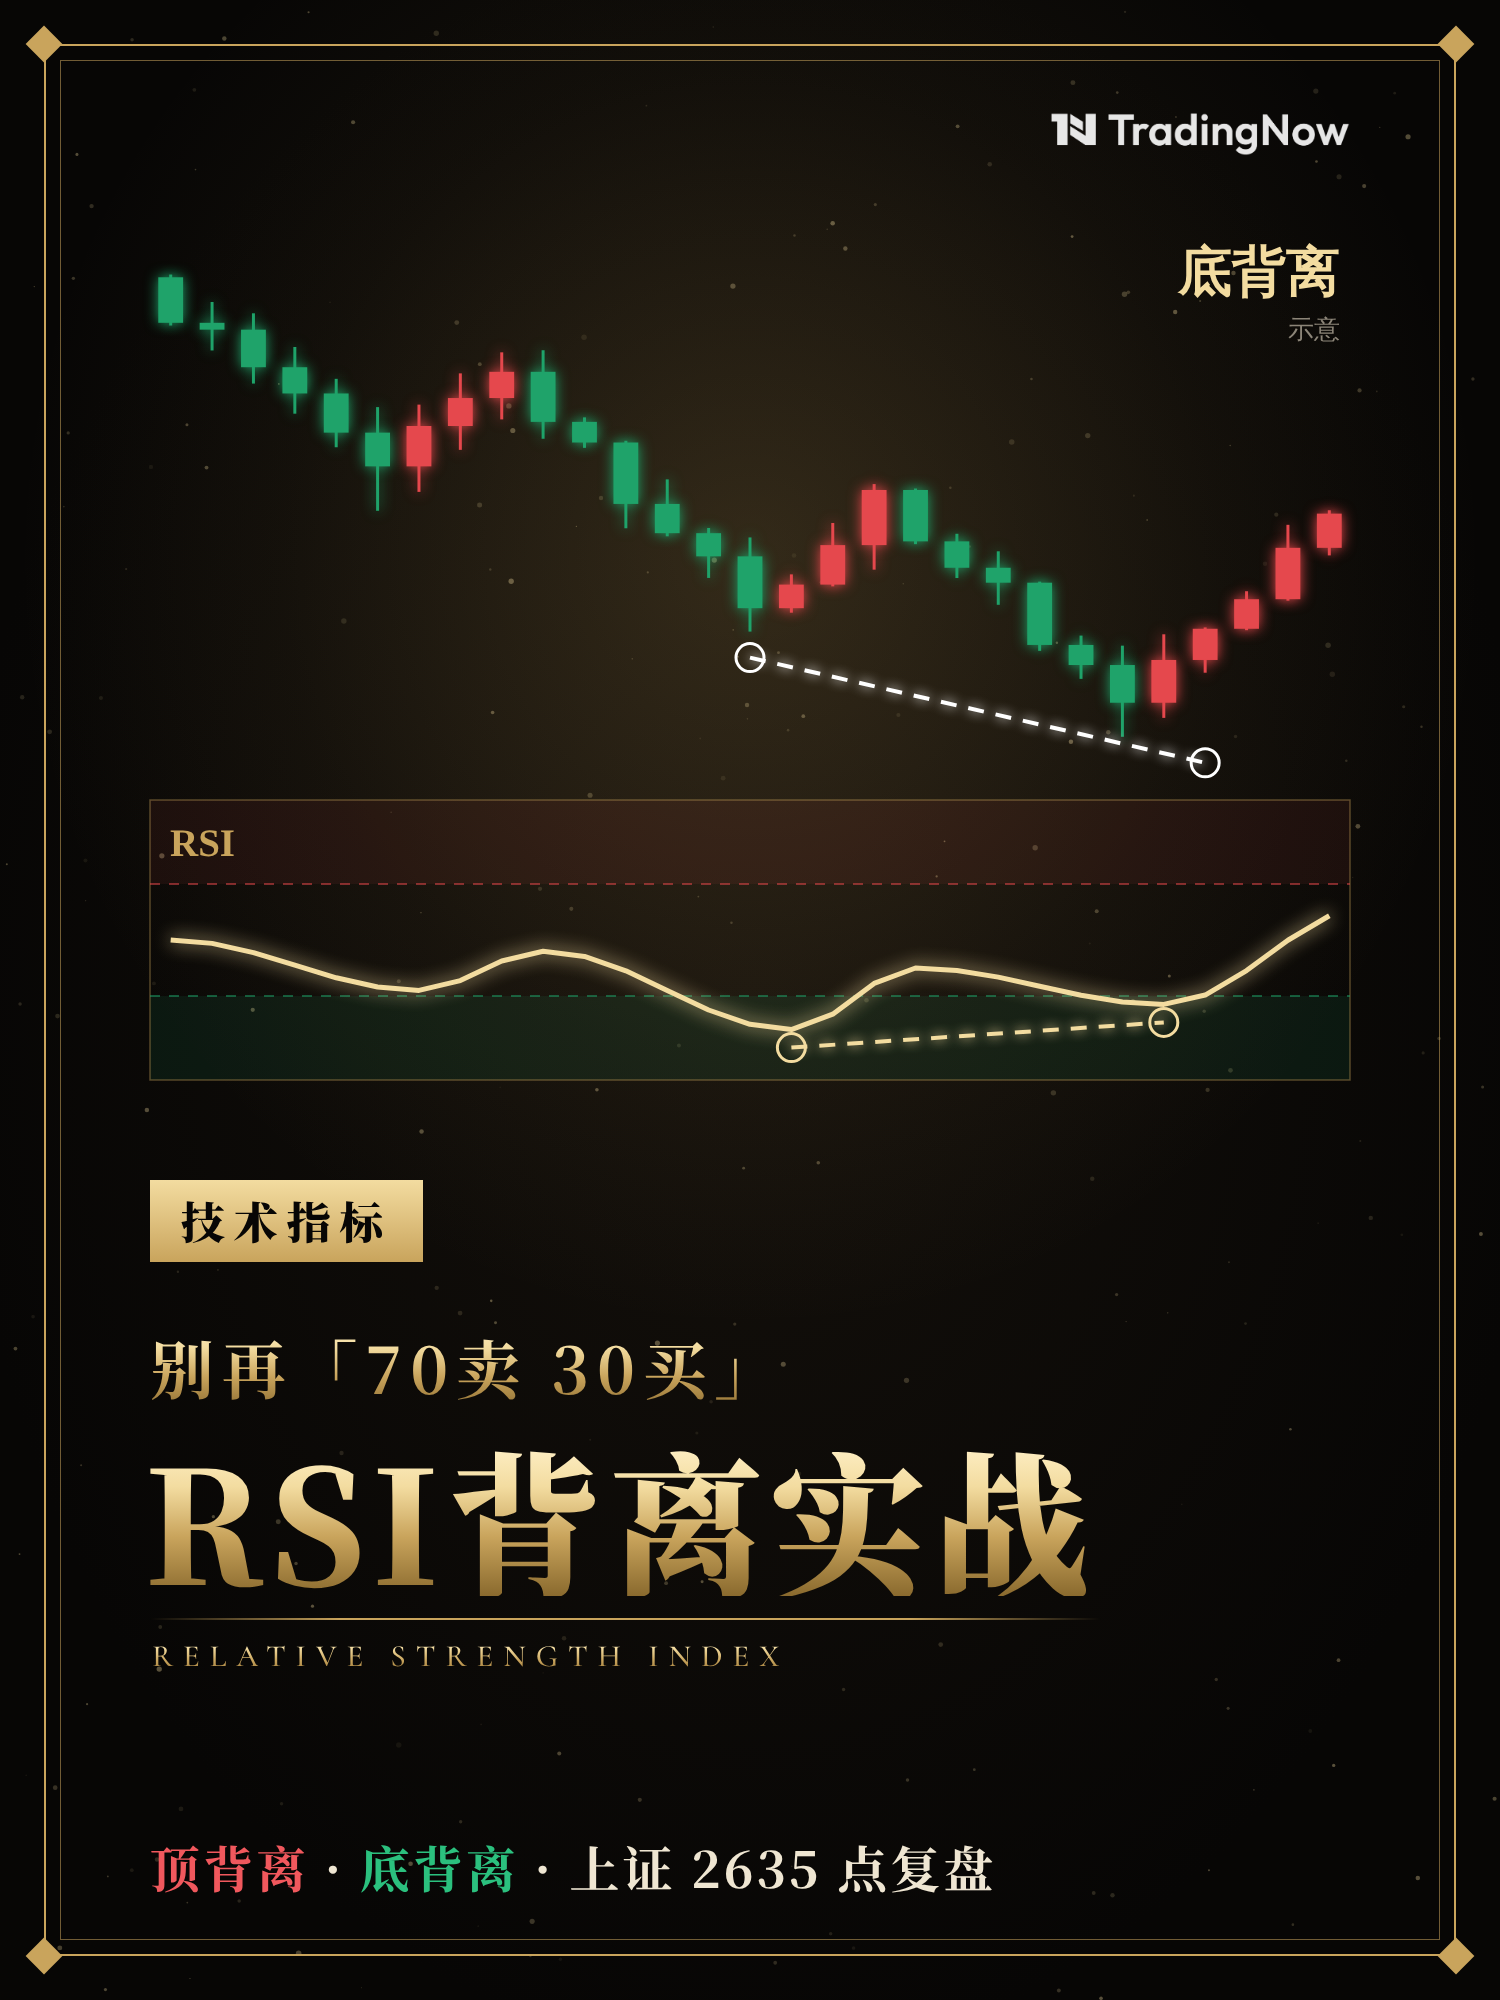 TradingNow
底背离
示意
RSI
技术指标
别再「70卖 30买」
RSI背离实战
RELATIVE STRENGTH INDEX
顶背离 · 底背离 · 上证 2635 点复盘